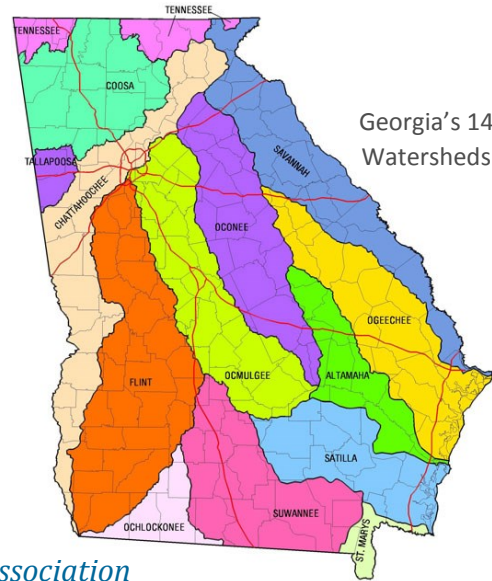 TENNESSEE
TENNESSEE
COOSA
Georgia's 14
Watersheds
SAVANNAH
TALLAPOOSA
CHATTAHOOCHEE
OCONEE
OGEECHEE
ALTAMAHA
FLINT
OCMULGEE
SATILLA
SUWANNEE
OCHLOCKONEE
ST. MARYS
ssociation